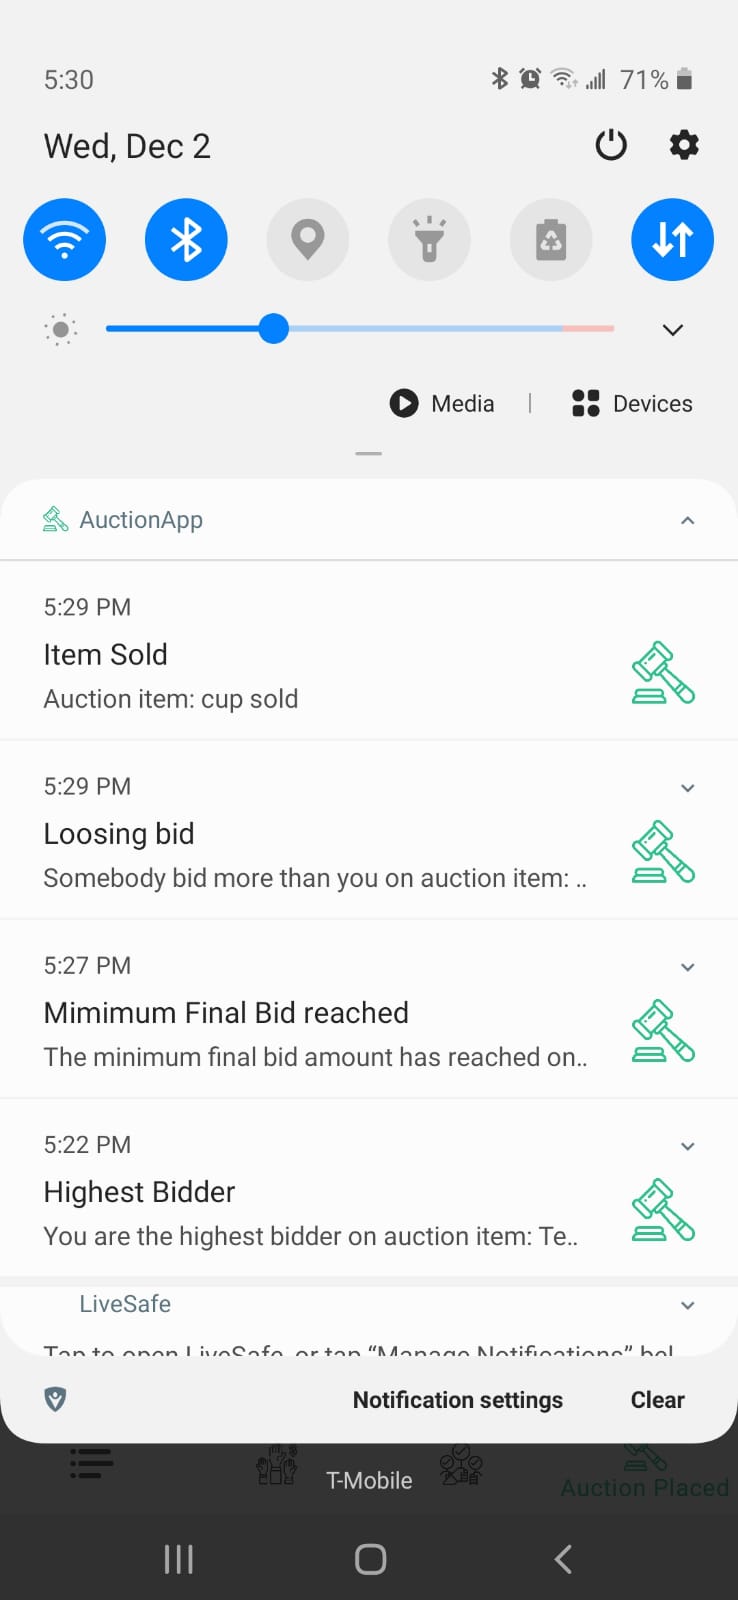 5:30 71%
Wed, Dec 2
Media | Devices
AuctionApp
5:29 PM
Item Sold
Auction item: cup sold
5:29 PM
Loosing bid
Somebody bid more than you on auction item: ..
5:27 PM
Mimimum Final Bid reached
The minimum final bid amount has reached on..
5:22 PM
Highest Bidder
You are the highest bidder on auction item: Te..
LiveSafe
Tap to open LiveSafe, or tap “Manage Notifications” bel
Notification settings Clear
T-Mobile
Auction Placed